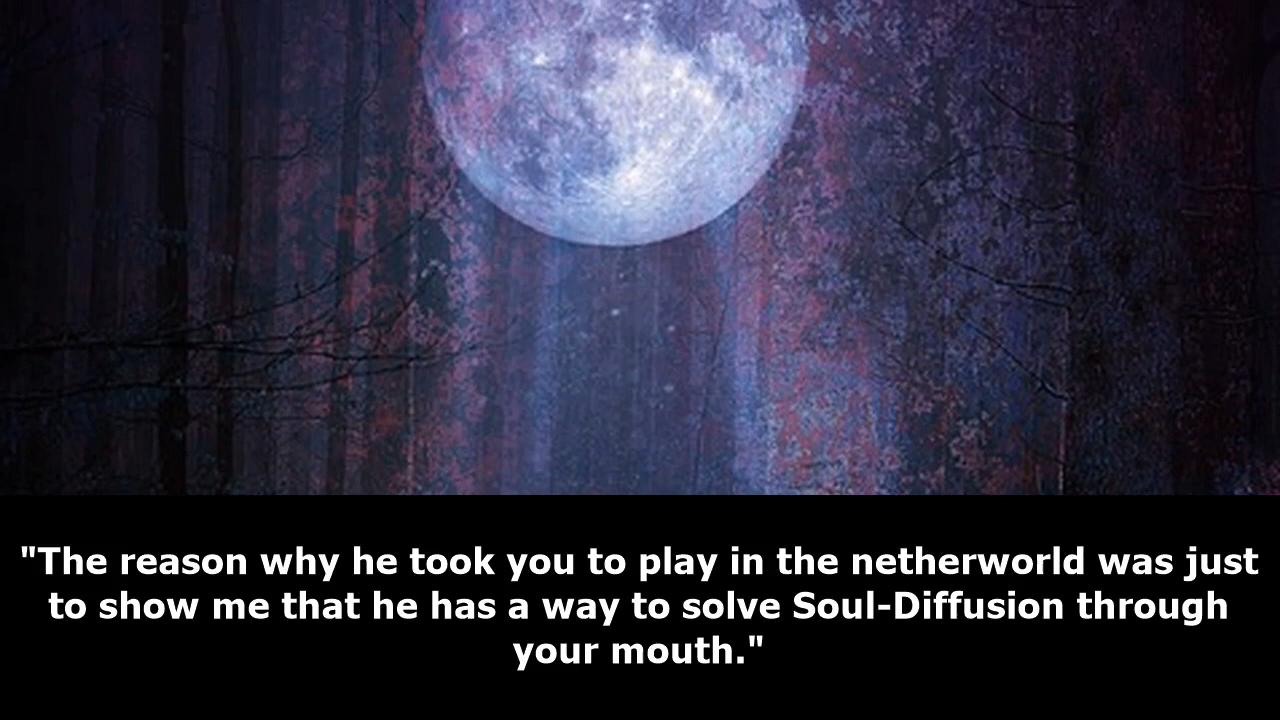 "The reason why he took you to play in the netherworld was just
to show me that he has a way to solve Soul-Diffusion through
your mouth."